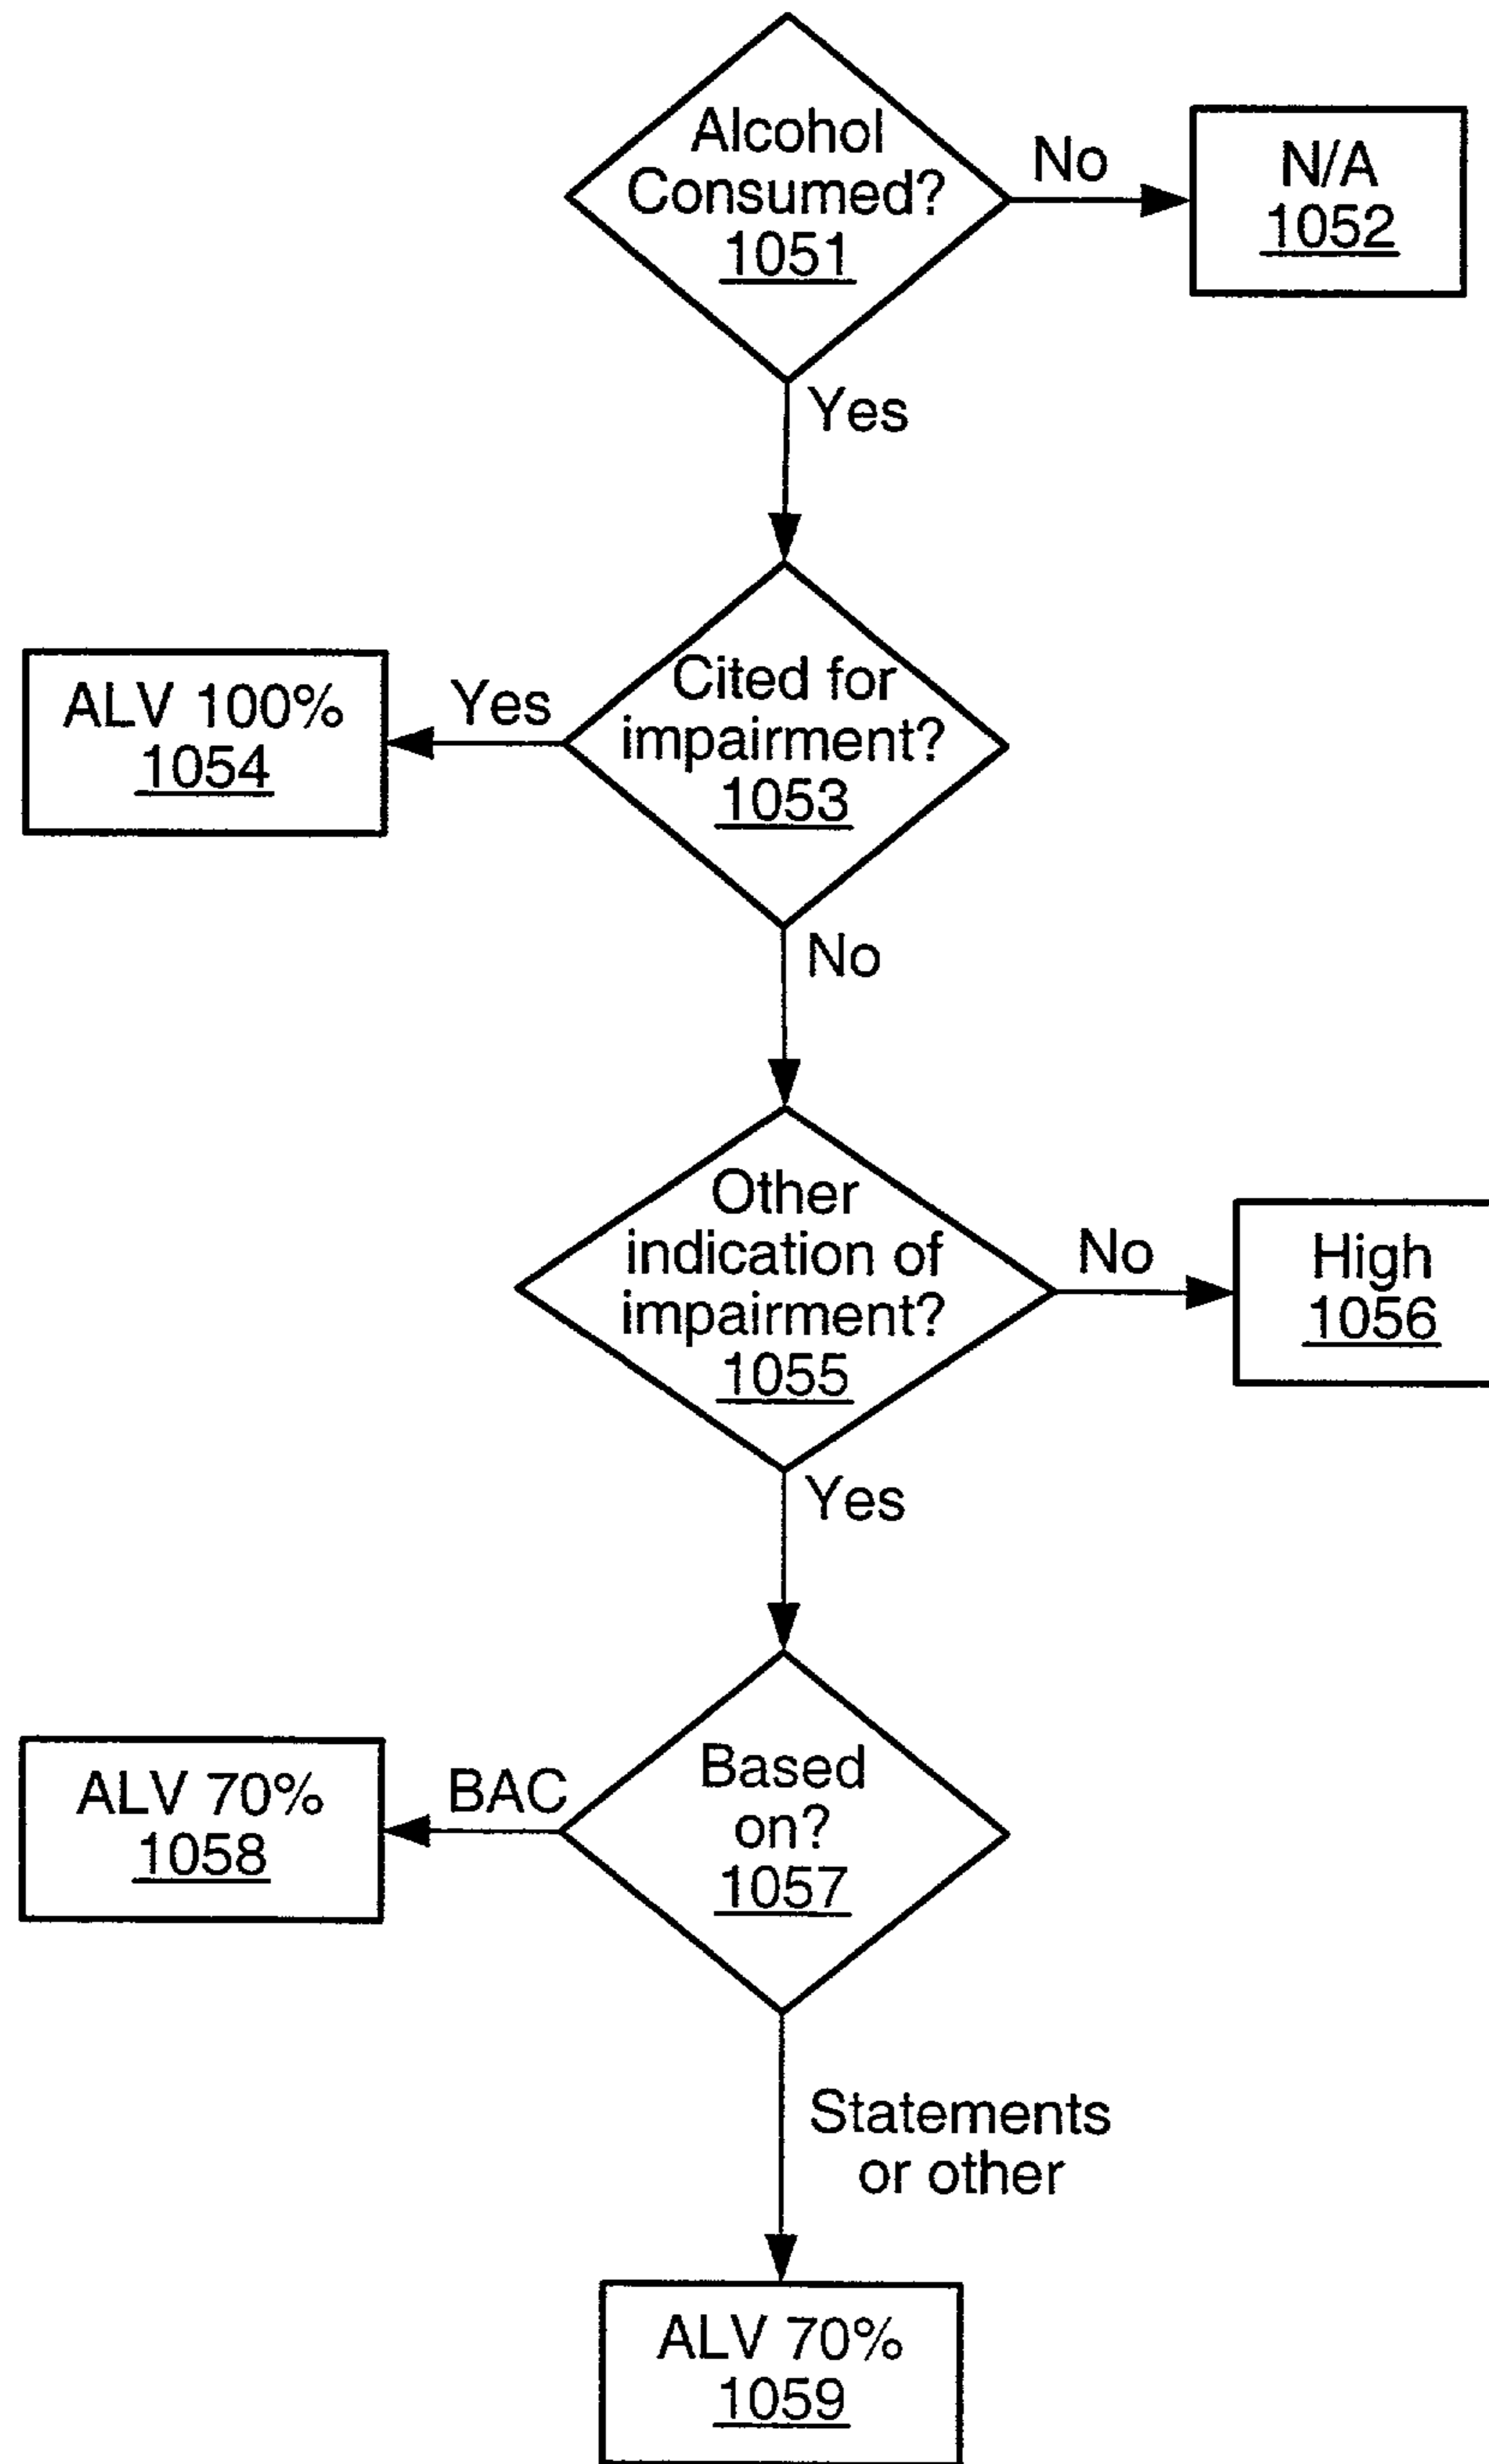 Alcohol
Consumed?
1051
No
N/A
1052
Yes
Cited for
impairment?
1053
Yes
ALV 100%
1054
No
Other
indication of
impairment?
1055
No
High
1056
Yes
Based
on?
1057
BAC
ALV 70%
1058
Statements
or other
ALV 70%
1059